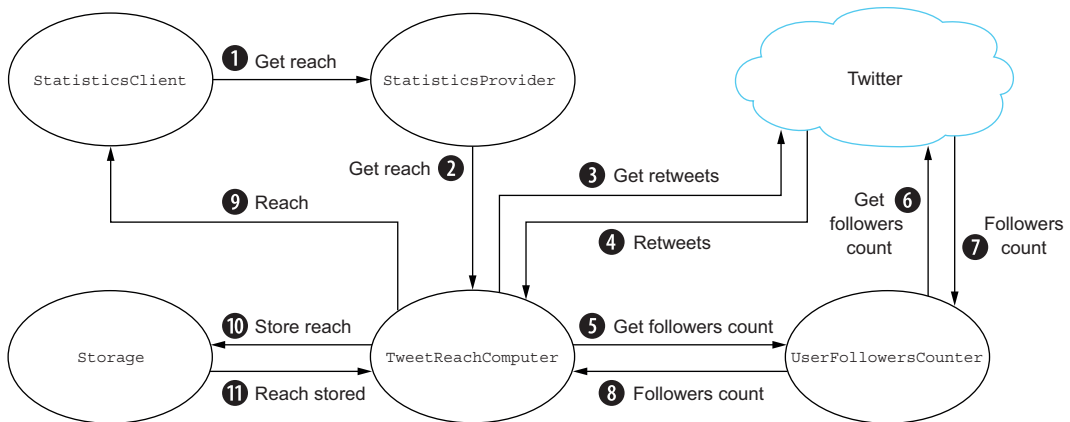 1 Get reach
StatisticsClient
StatisticsProvider
Twitter
Get reach 2
3 Get retweets
9 Reach
4 Retweets
Get 6
followers
count
Followers
7 count
10 Store reach
5 Get followers count
Storage
TweetReachComputer
UserFollowersCounter
11 Reach stored
8 Followers count